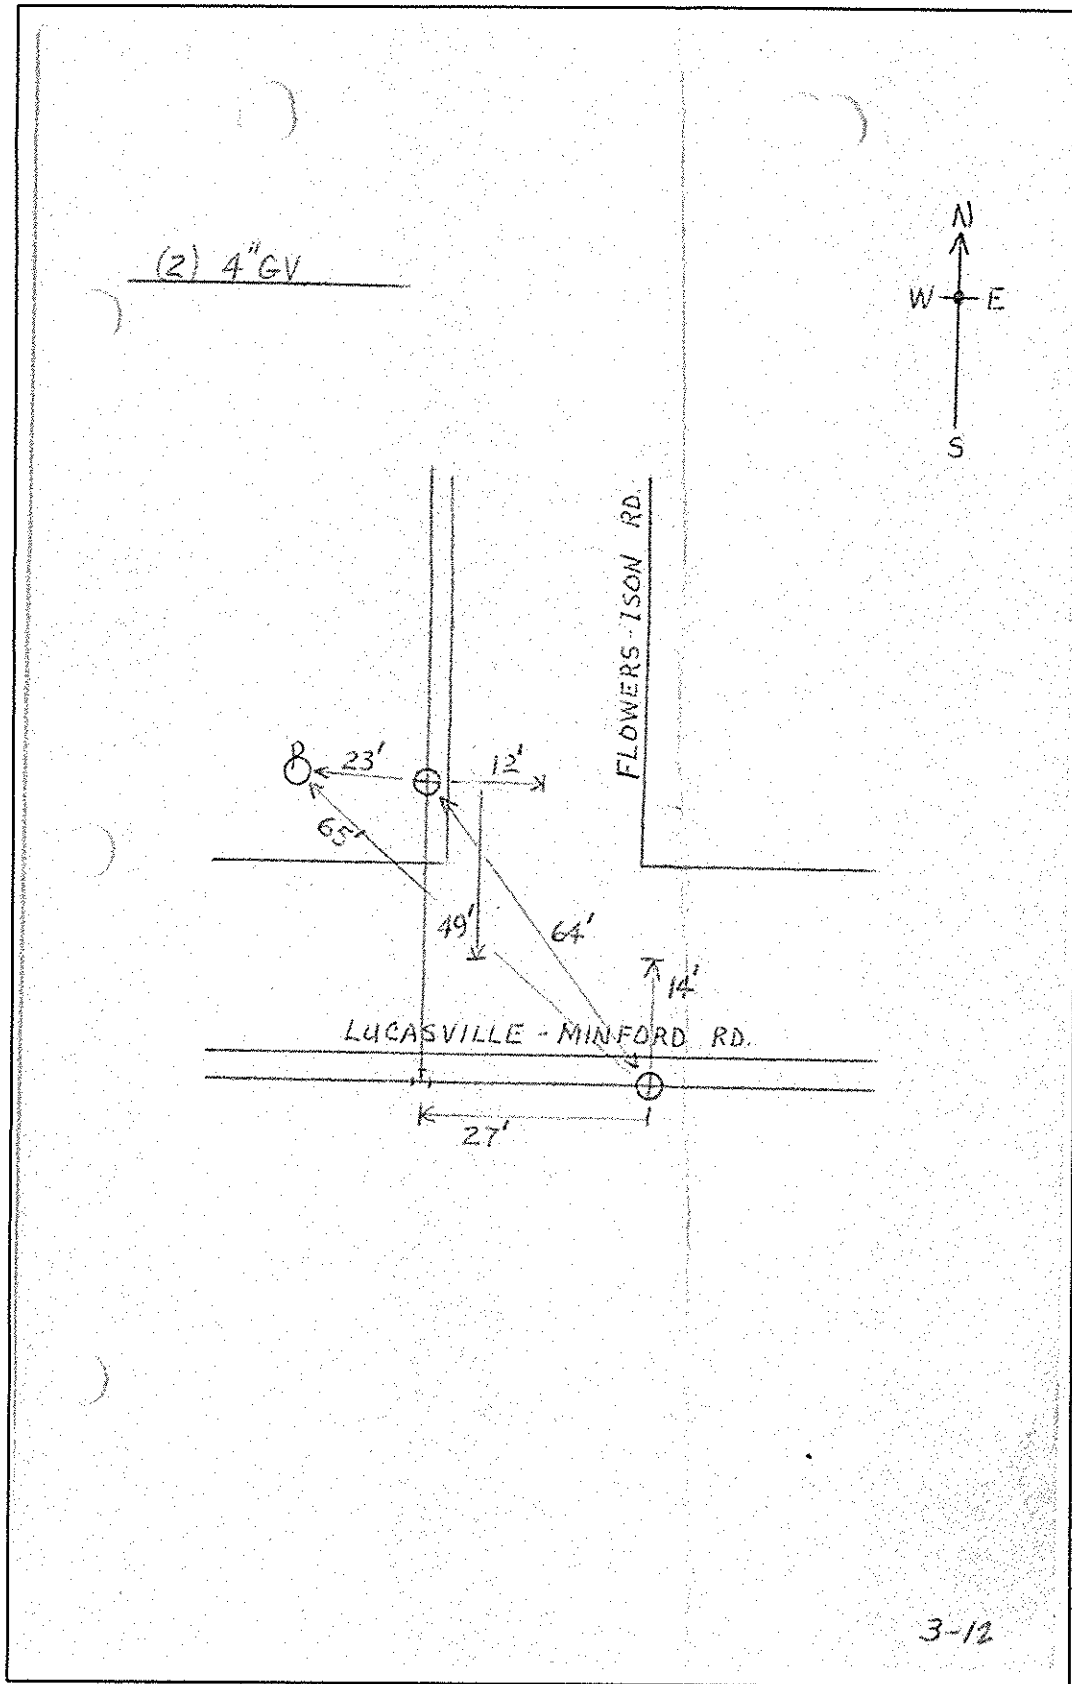 N
(2) 4"GV
W E
S
FLOWERS-ISON RD.
P
23'
12'
65'
49'
64'
14'
LUCASVILLE - MINFORD RD.
27'
3-12